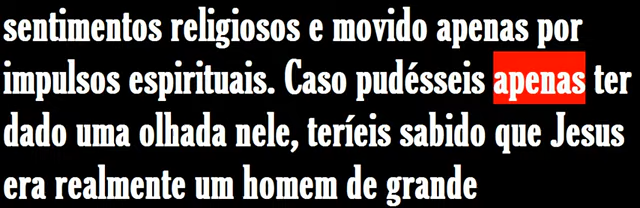 sentimentos religiosos e movido apenas por
impulsos espirituais. Caso pudésseis apenas ter
dado uma olhada nele, teríeis sabido que Jesus
era realmente um homem de grande